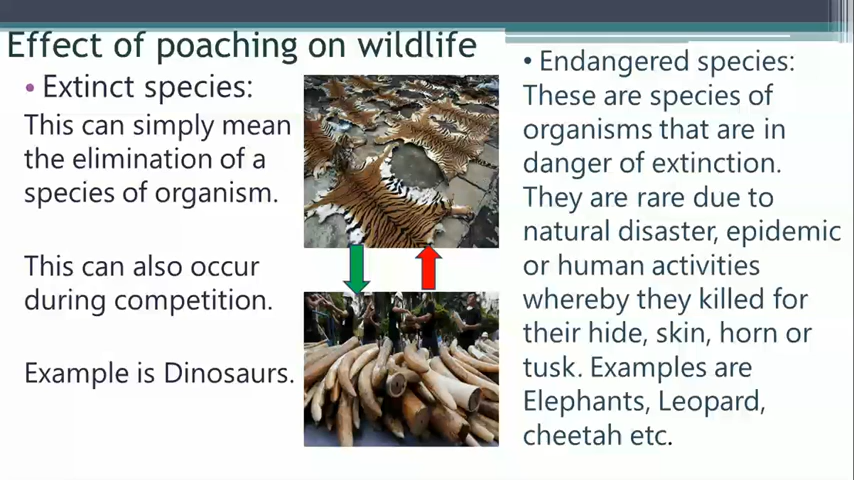 Effect of poaching on wildlife
• Extinct species:
This can simply mean
the elimination of a
species of organism.
This can also occur
during competition.
Example is Dinosaurs.
• Endangered species:
These are species of
organisms that are in
danger of extinction.
They are rare due to
natural disaster, epidemic
or human activities
whereby they killed for
their hide, skin, horn or
tusk. Examples are
Elephants, Leopard,
cheetah etc.